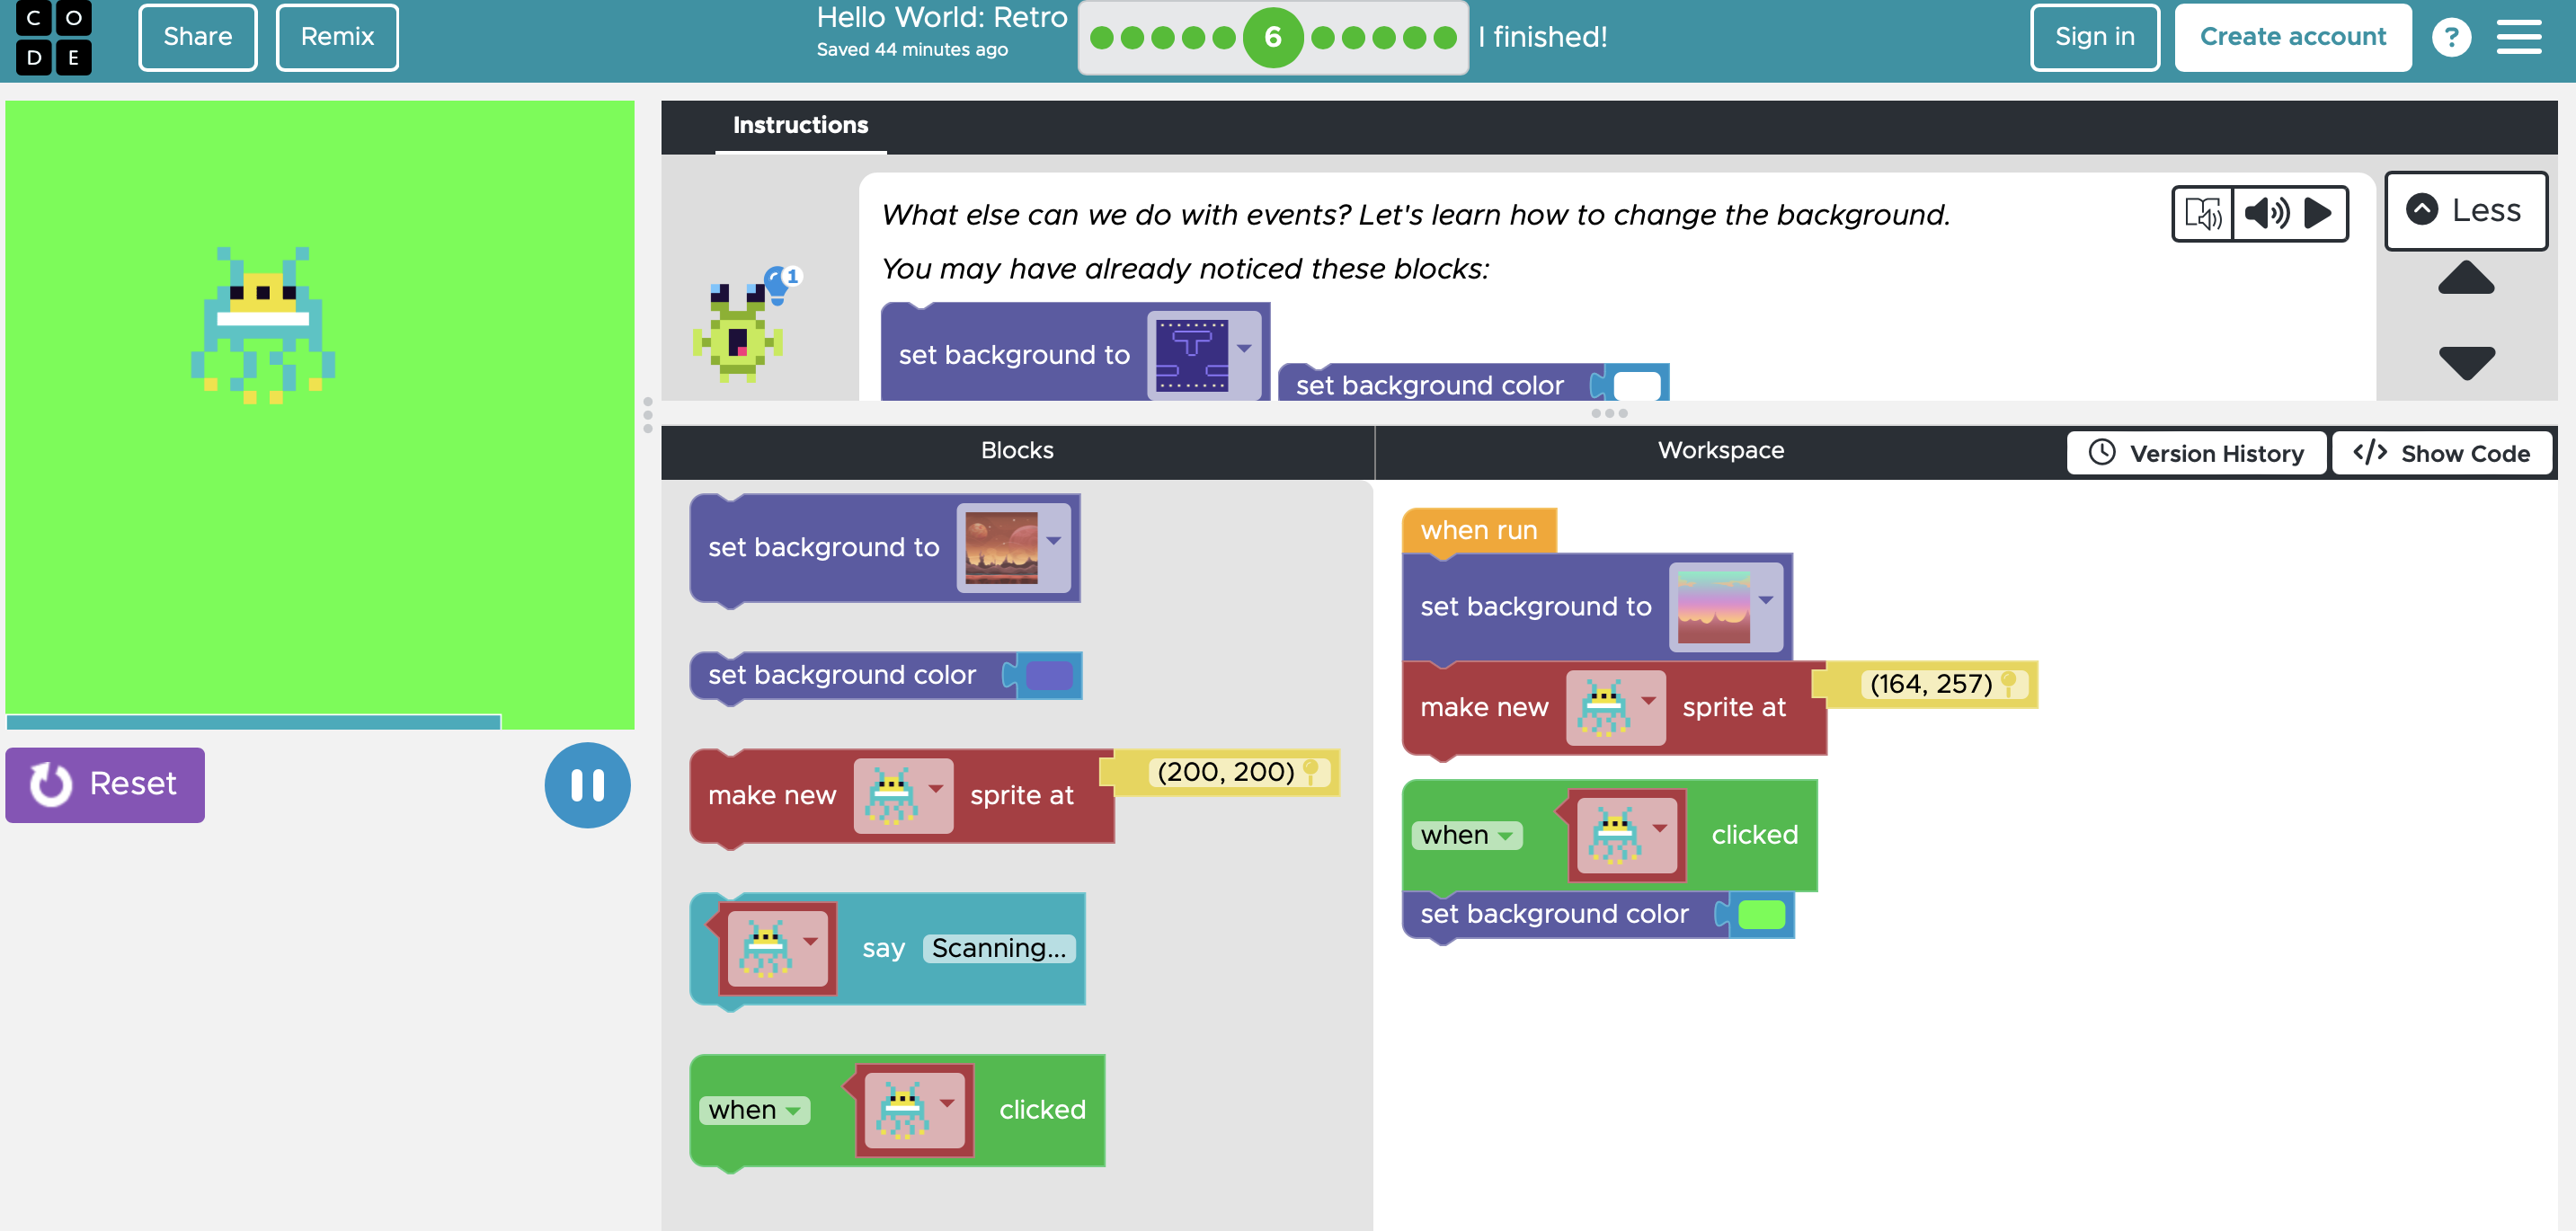 CO
DE
Share
Remix
Hello World: Retro
Saved 44 minutes ago
6
I finished!
Sign in
Create account
?
Instructions
What else can we do with events? Let's learn how to change the background.
You may have already noticed these blocks:
1
set background to
set background color
Less
Blocks
Workspace
Version History
</> Show Code
set background to
set background color
make new sprite at (200, 200)
say Scanning...
when clicked
when run
set background to
make new sprite at (164, 257)
when clicked
set background color
Reset